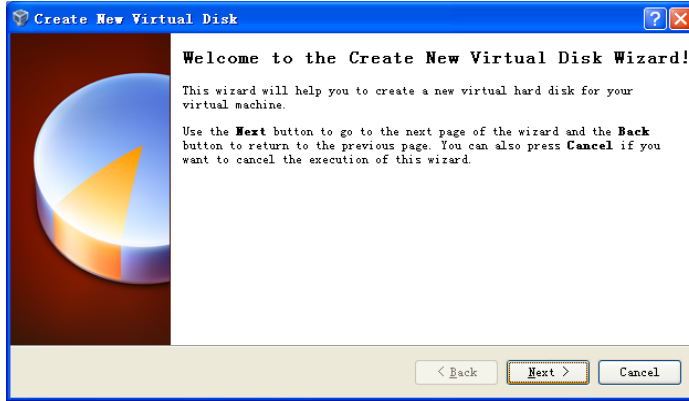 Create New Virtual Disk
Welcome to the Create New Virtual Disk Wizard!
This wizard will help you to create a new virtual hard disk for your
virtual machine.
Use the Next button to go to the next page of the wizard and the Back
button to return to the previous page. You can also press Cancel if you
want to cancel the execution of this wizard.
< Back
Next >
Cancel